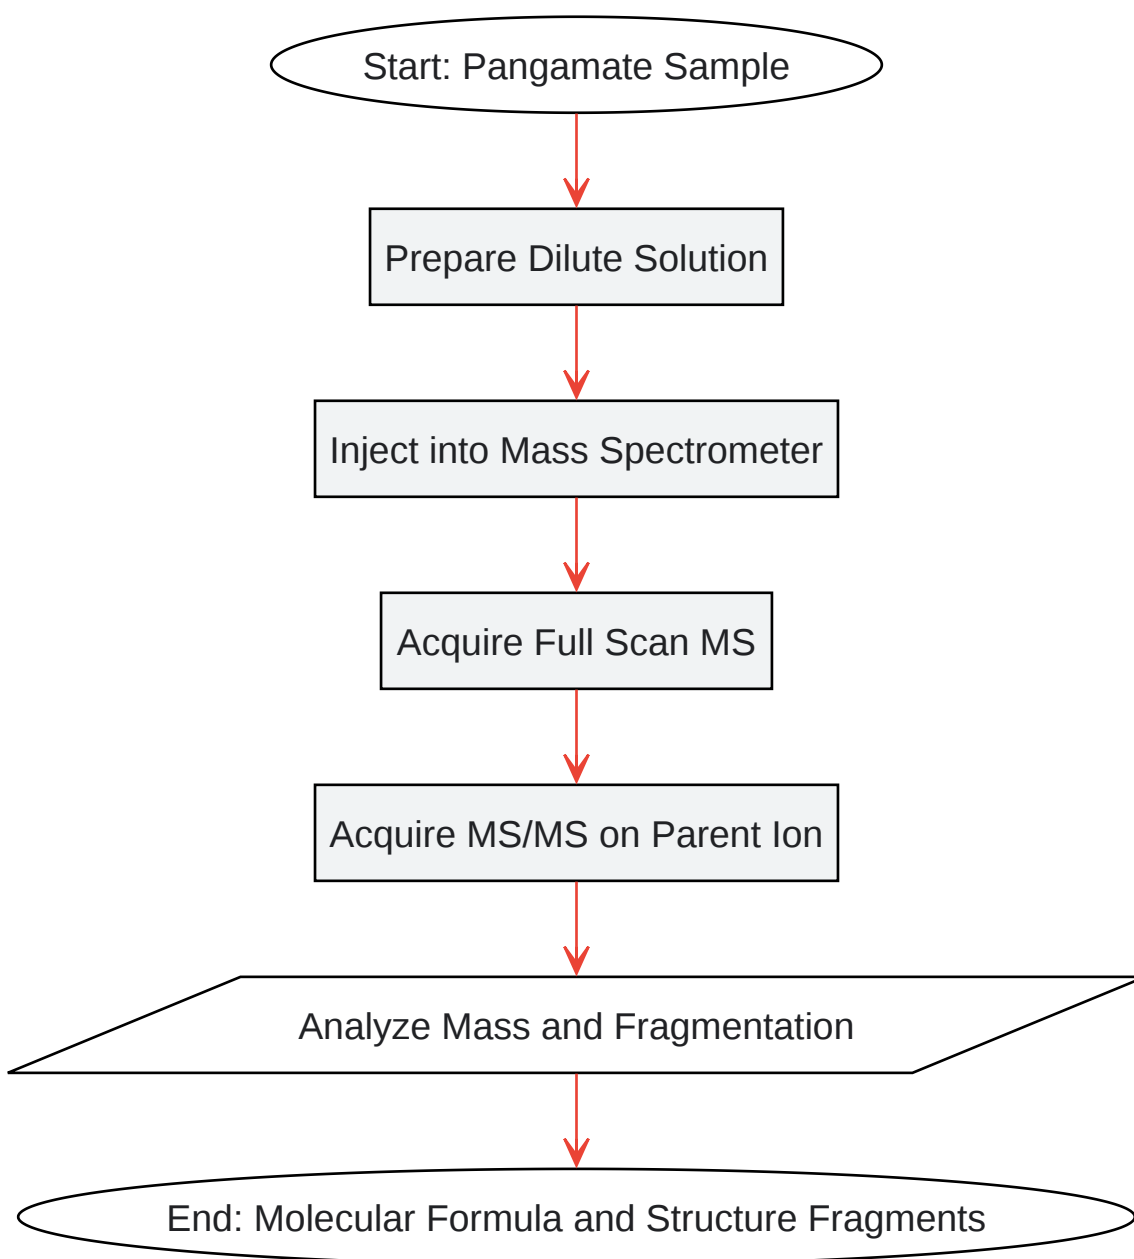 Start: Pangamate Sample
Prepare Dilute Solution
Inject into Mass Spectrometer
Acquire Full Scan MS
Acquire MS/MS on Parent Ion
Analyze Mass and Fragmentation
End: Molecular Formula and Structure Fragments